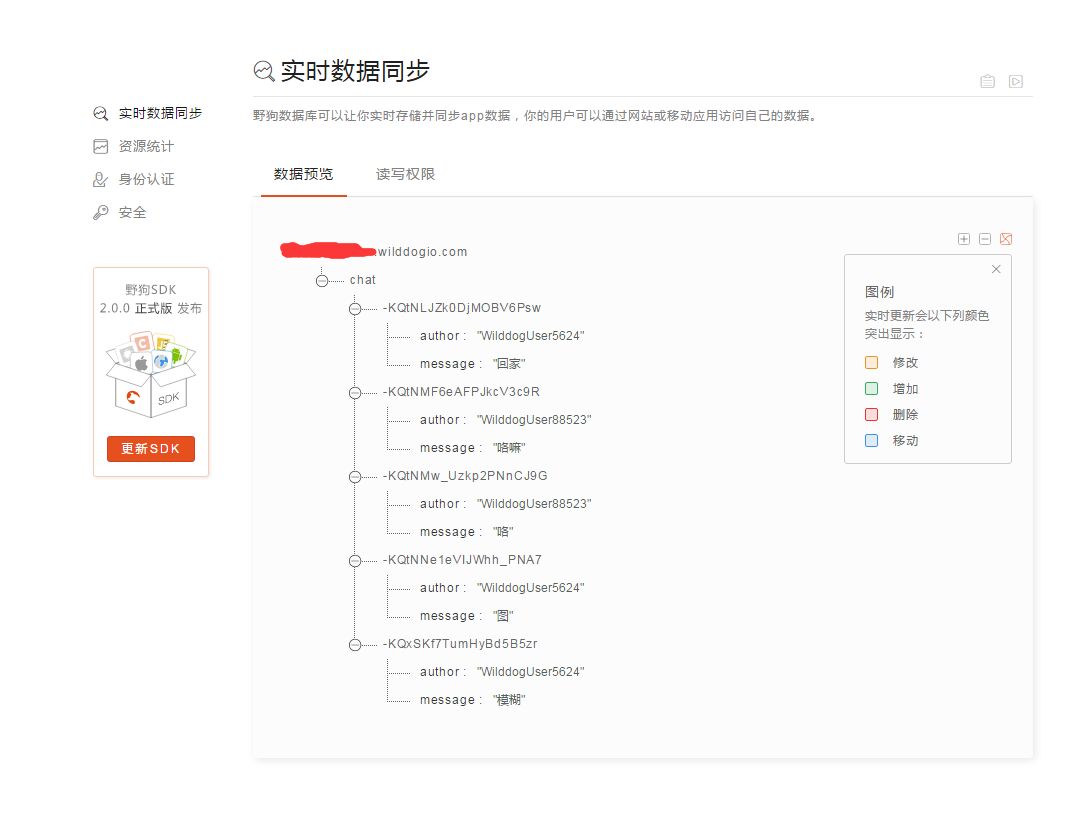 实时数据同步
实时数据同步
资源统计
身份认证
安全
野狗SDK
2.0.0 正式版 发布
SDK
更新SDK
野狗数据库可以让你实时存储并同步app数据，你的用户可以通过网站或移动应用访问自己的数据。
数据预览 读写权限
.wilddogio.com
chat
-KQtNLJZk0DjMOBV6Psw
author : "WilddogUser5624"
message : "回家"
-KQtNMF6eAFPJkcV3c9R
author : "WilddogUser88523"
message : "咯嘛"
-KQtNMw_Uzkp2PNnCJ9G
author : "WilddogUser88523"
message : "咯"
-KQtNNe1eVIJWhh_PNA7
author : "WilddogUser5624"
message : "图"
-KQxSKf7TumHyBd5B5zr
author : "WilddogUser5624"
message : "模糊"
图例
实时更新会以下列颜色
突出显示：
修改
增加
删除
移动